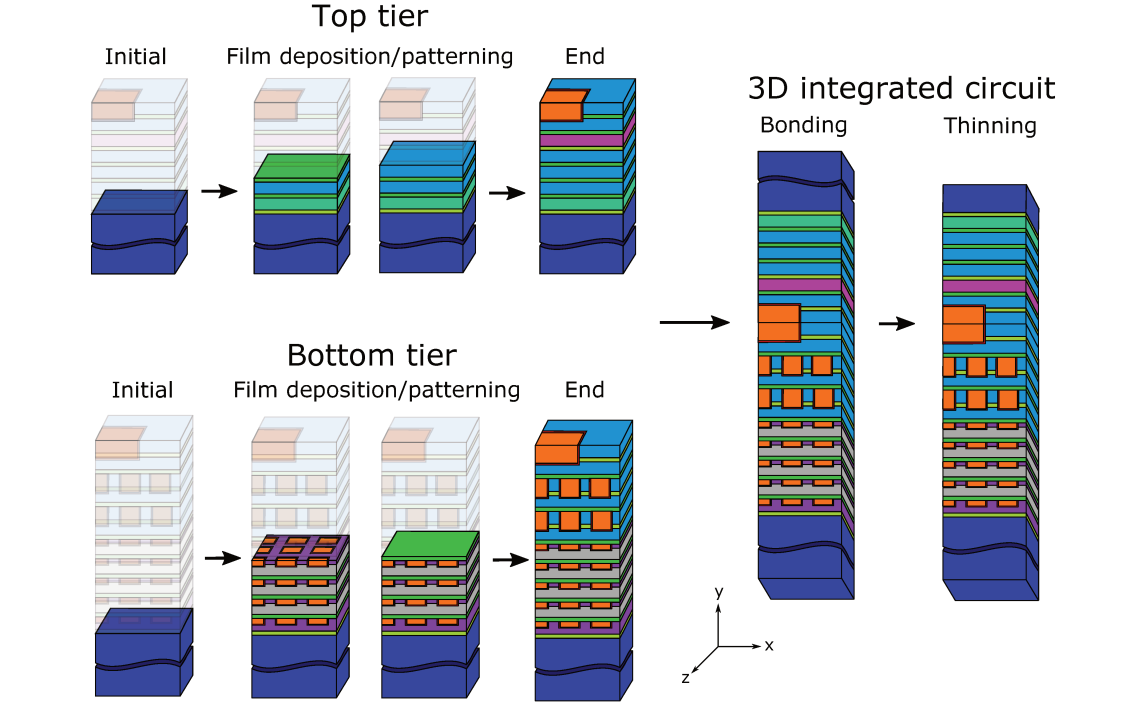 Top tier
Initial
Film deposition/patterning
End
3D integrated circuit
Bonding
Thinning
Bottom tier
Initial
Film deposition/patterning
End
y
x
z